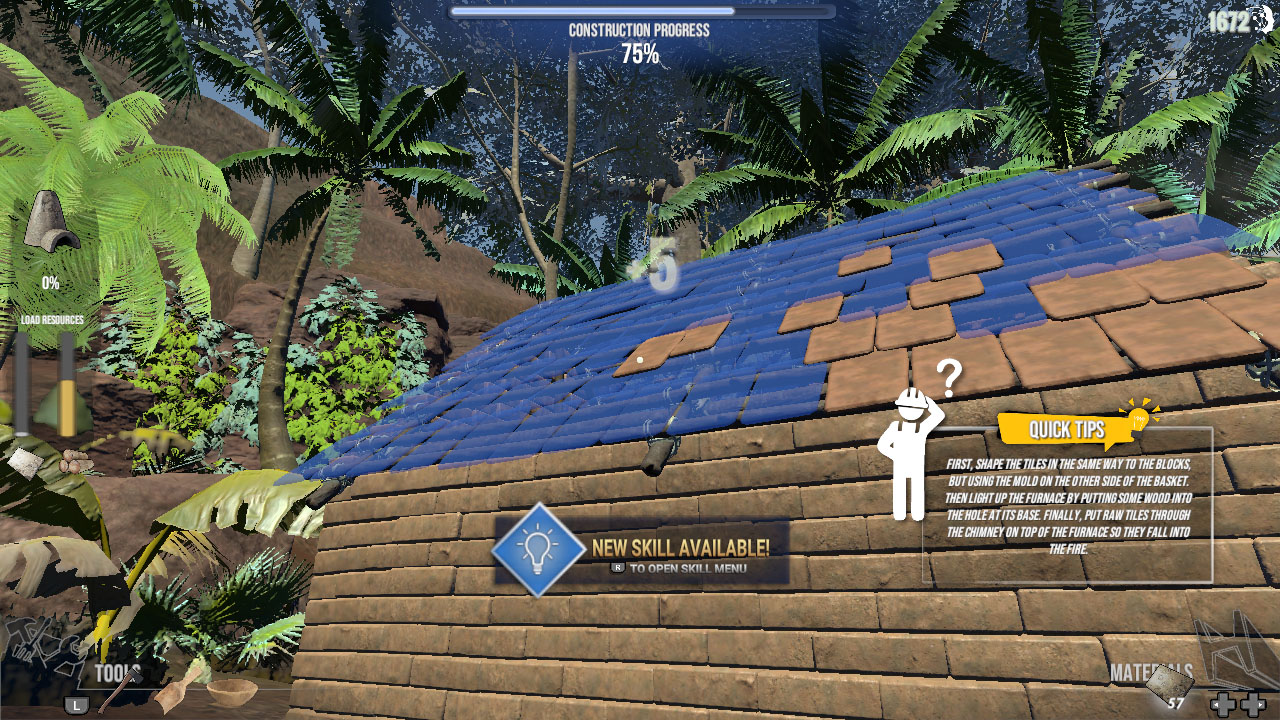 CONSTRUCTION PROGRESS
75%
1672
5
0%
LOAD RESOURCES
?
QUICK TIPS
FIRST, SHAPE THE TILES IN THE SAME WAY TO THE BLOCKS,
BUT USING THE MOLD ON THE OTHER SIDE OF THE BASKET.
THEN LIGHT UP THE FURNACE BY PUTTING SOME WOOD INTO
THE HOLE AT ITS BASE. FINALLY, PUT RAW TILES THROUGH
THE CHIMNEY ON TOP OF THE FURNACE SO THEY FALL INTO
THE FIRE.
NEW SKILL AVAILABLE!
R TO OPEN SKILL MENU
TOOLS
L
MATERIALS
57